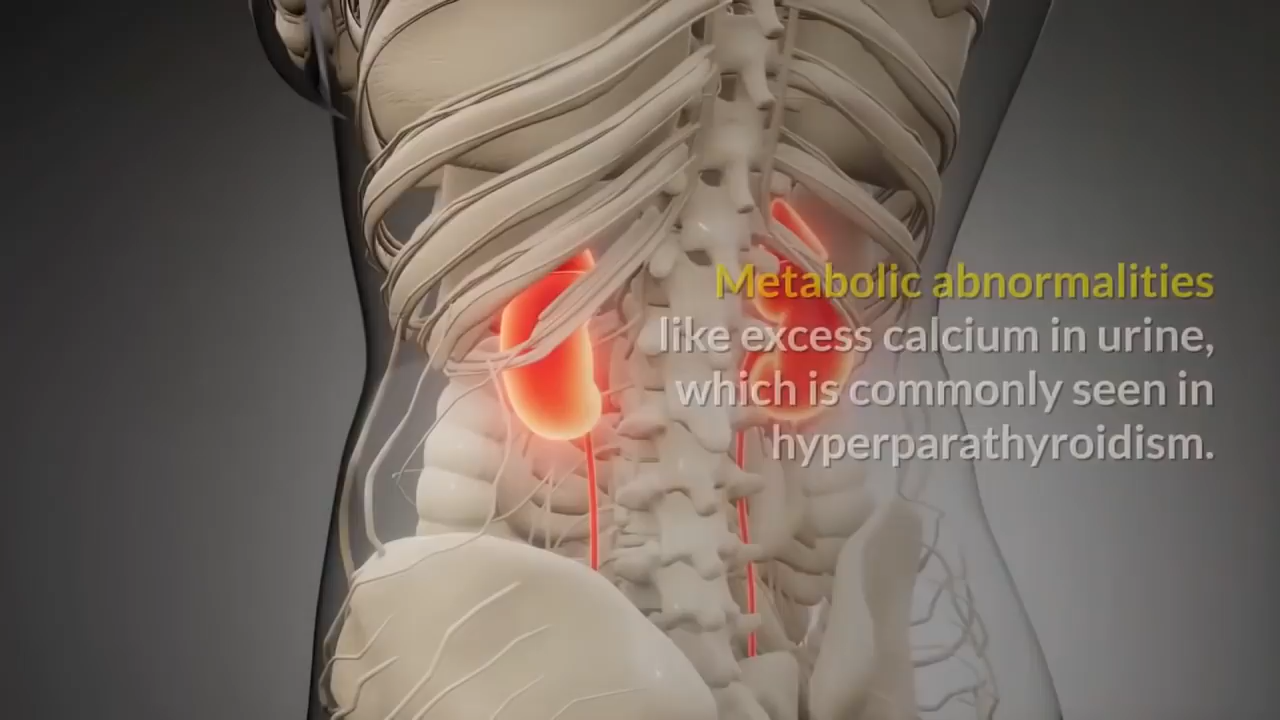 Metabolic abnormalities
like excess calcium in urine,
which is commonly seen in
hyperparathyroidism.